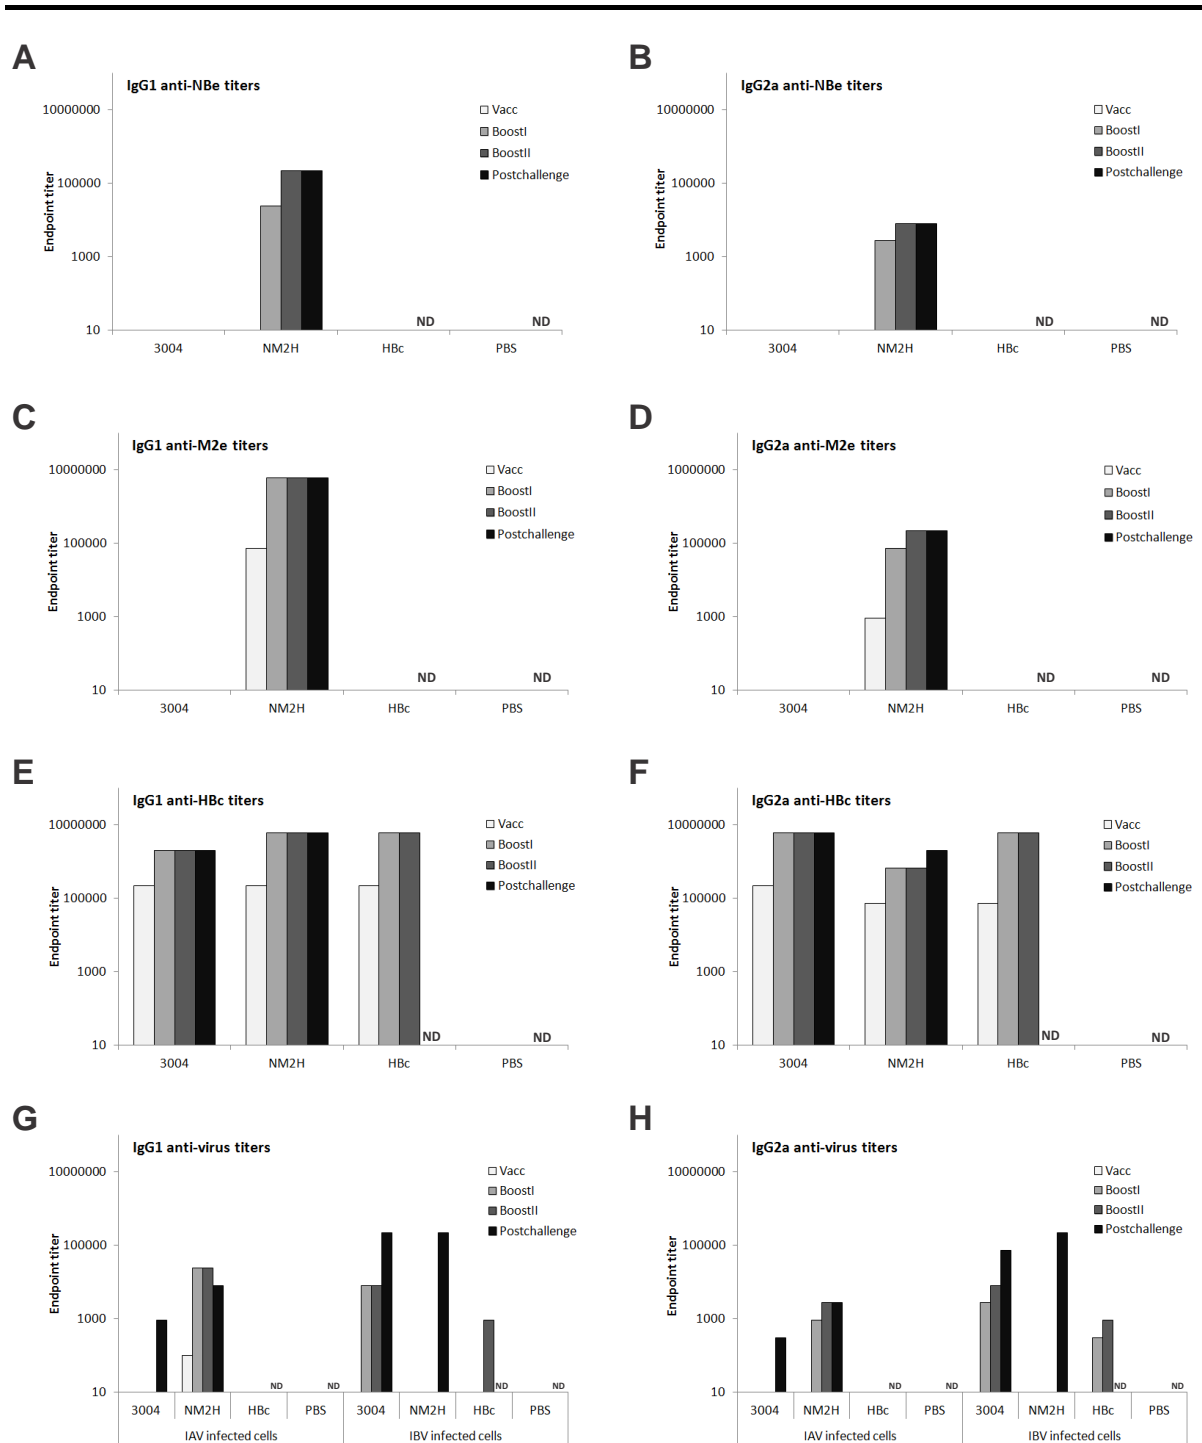 A
IgG1 anti-NBe titers
10000000
100000
1000
10
Endpoint titer
Vacc
BoostI
BoostII
Postchallenge
ND
ND
3004
NM2H
HBc
PBS
B
IgG2a anti-NBe titers
10000000
100000
1000
10
Endpoint titer
Vacc
BoostI
BoostII
Postchallenge
ND
ND
3004
NM2H
HBc
PBS
C
IgG1 anti-M2e titers
10000000
100000
1000
10
Endpoint titer
Vacc
BoostI
BoostII
Postchallenge
ND
ND
3004
NM2H
HBc
PBS
D
IgG2a anti-M2e titers
10000000
100000
1000
10
Endpoint titer
Vacc
BoostI
BoostII
Postchallenge
ND
ND
3004
NM2H
HBc
PBS
E
IgG1 anti-HBc titers
10000000
100000
1000
10
Endpoint titer
Vacc
BoostI
BoostII
Postchallenge
ND
ND
3004
NM2H
HBc
PBS
F
IgG2a anti-HBc titers
10000000
100000
1000
10
Endpoint titer
Vacc
BoostI
BoostII
Postchallenge
ND
ND
3004
NM2H
HBc
PBS
G
IgG1 anti-virus titers
10000000
100000
1000
10
Endpoint titer
Vacc
BoostI
BoostII
Postchallenge
ND
ND
ND
ND
3004
NM2H
HBc
PBS
3004
NM2H
HBc
PBS
IAV infected cells
IBV infected cells
H
IgG2a anti-virus titers
10000000
100000
1000
10
Endpoint titer
Vacc
BoostI
BoostII
Postchallenge
ND
ND
ND
ND
3004
NM2H
HBc
PBS
3004
NM2H
HBc
PBS
IAV infected cells
IBV infected cells